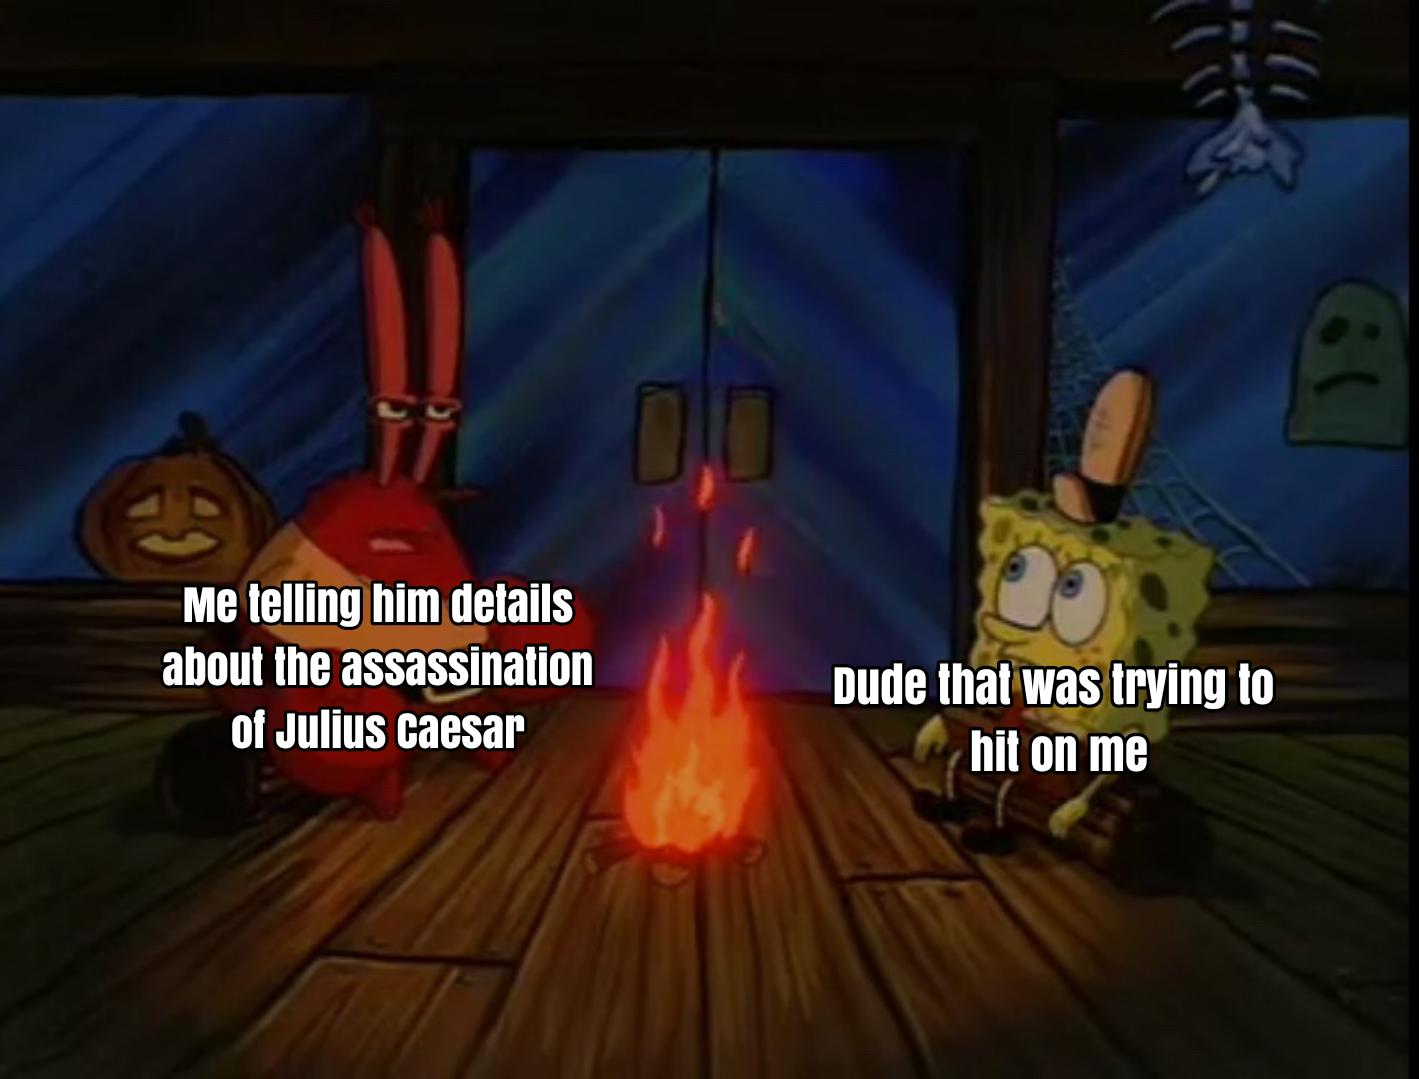 Me telling him details
about the assassination
of Julius Caesar
Dude that was trying to
hit on me